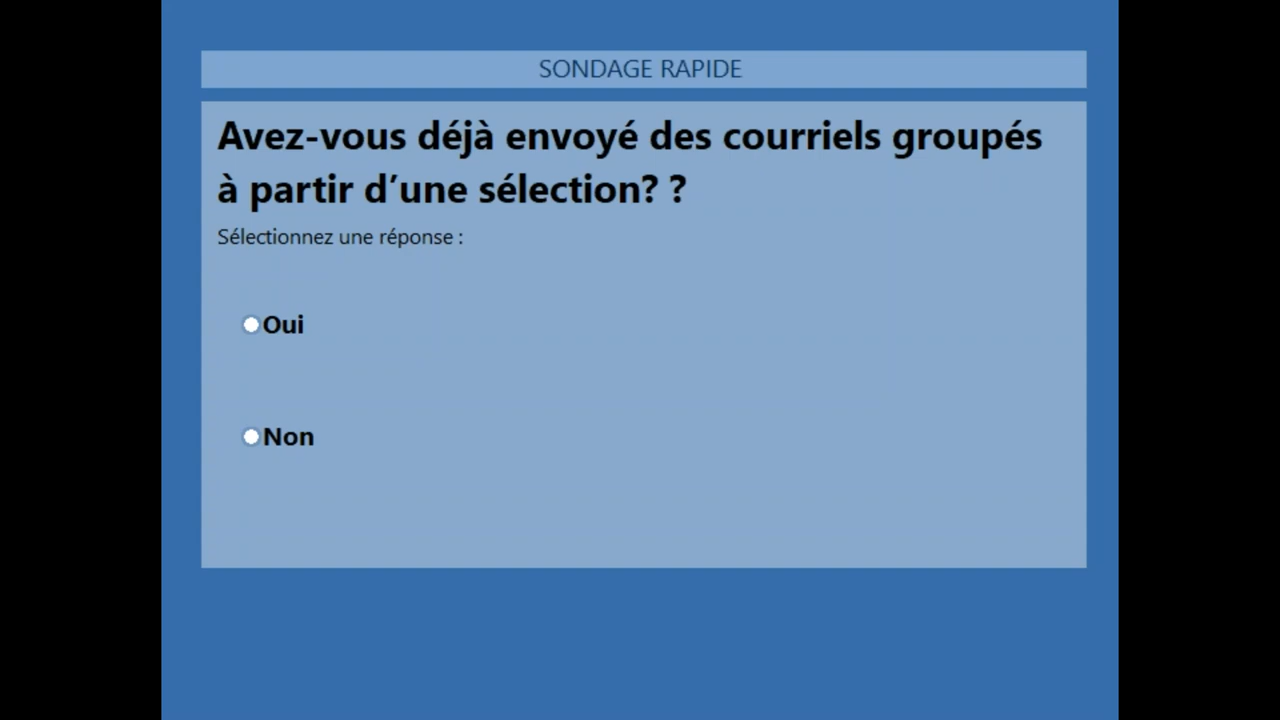 SONDAGE RAPIDE
Avez-vous déjà envoyé des courriels groupés
à partir d’une sélection? ?
Sélectionnez une réponse :
Oui
Non